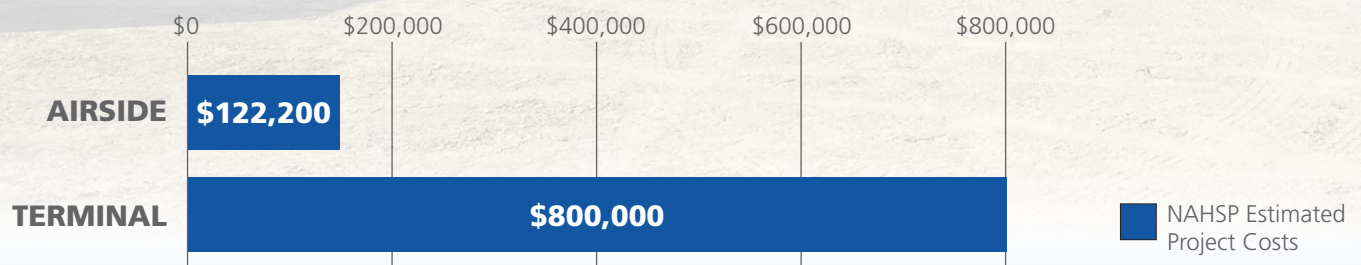 $0 $200,000 $400,000 $600,000 $800,000
AIRSIDE $122,200
TERMINAL $800,000
NAHSP Estimated
Project Costs